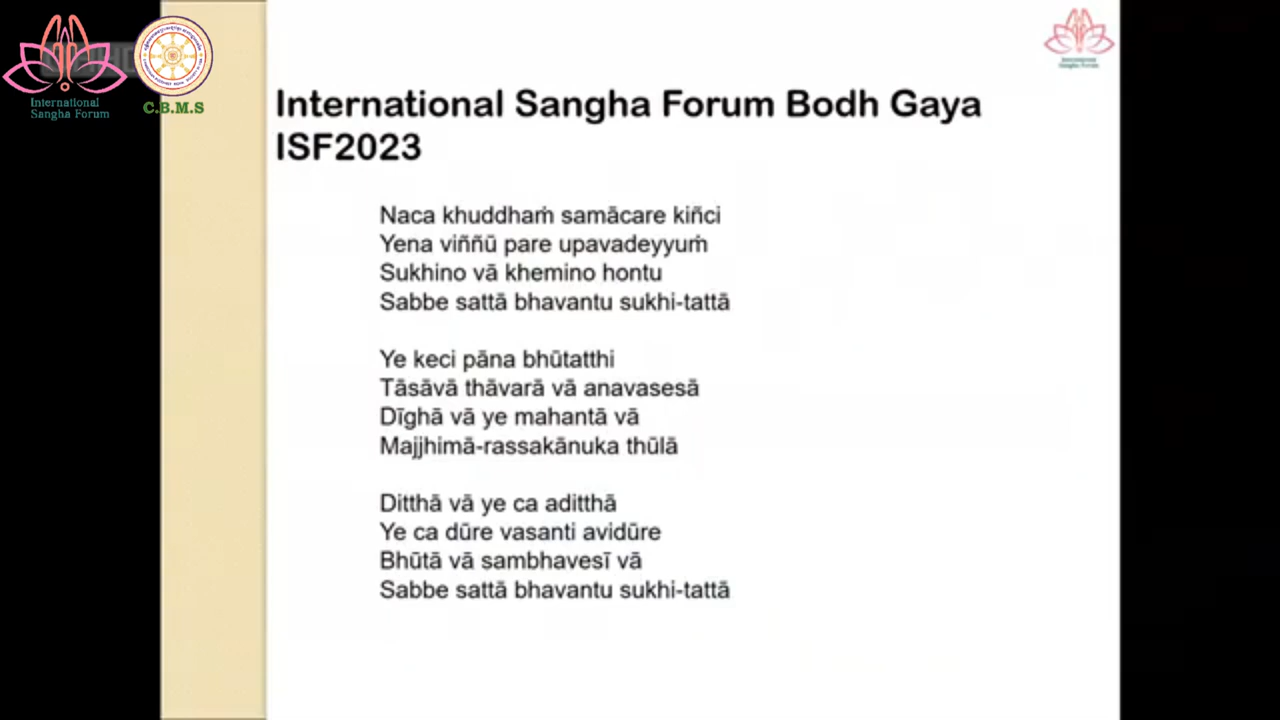 International
Sangha Forum
C.B.M.S
International
Sangha Forum
International Sangha Forum Bodh Gaya
ISF2023
Naca khuddhaṁ samācare kiñci
Yena viññū pare upavadeyyuṁ
Sukhino vā khemino hontu
Sabbe sattā bhavantu sukhi-tattā
Ye keci pāna bhūtatthi
Tāsāvā thāvarā vā anavasesā
Dīghā vā ye mahantā vā
Majjhimā-rassakānuka thūlā
Ditthā vā ye ca aditthā
Ye ca dūre vasanti avidūre
Bhūtā vā sambhavesī vā
Sabbe sattā bhavantu sukhi-tattā